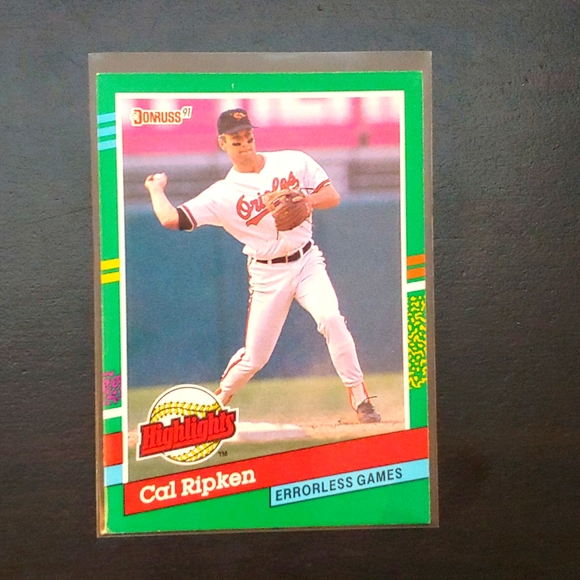 DONRUSS 91
Orioles
Highlights
TM
Cal Ripken
ERRORLESS GAMES